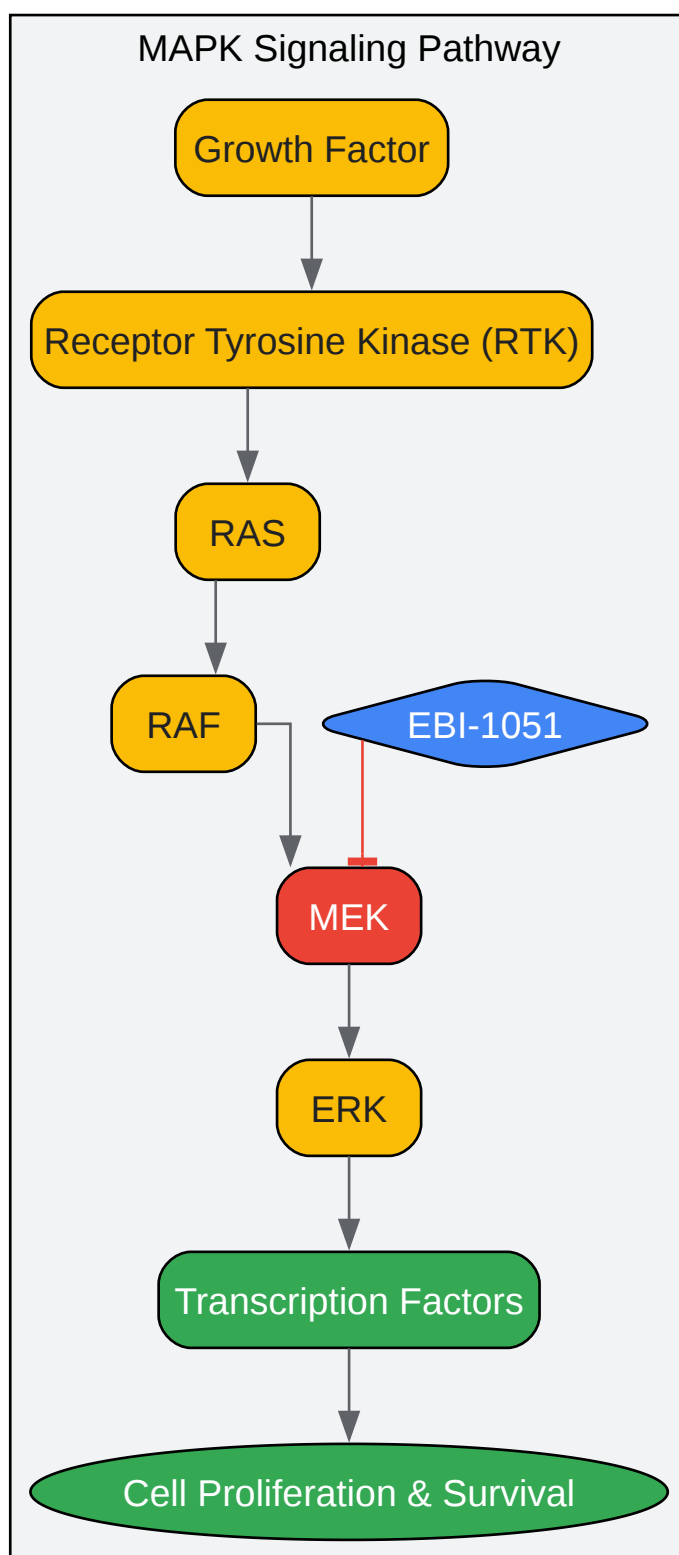 MAPK Signaling Pathway
Growth Factor
Receptor Tyrosine Kinase (RTK)
RAS
RAF
EBI-1051
MEK
ERK
Transcription Factors
Cell Proliferation & Survival